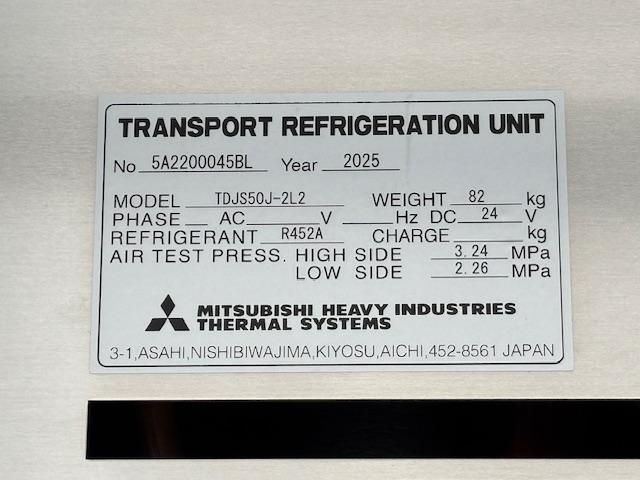 TRANSPORT REFRIGERATION UNIT
No 5A2200045BL Year 2025
MODEL TDJS50J-2L2 WEIGHT 82 kg
PHASE AC V Hz DC 24 V
REFRIGERANT R452A CHARGE kg
AIR TEST PRESS. HIGH SIDE 3.24 MPa
LOW SIDE 2.26 MPa
MITSUBISHI HEAVY INDUSTRIES
THERMAL SYSTEMS
3-1,ASAHI,NISHIBIWAJIMA,KIYOSU,AICHI,452-8561 JAPAN